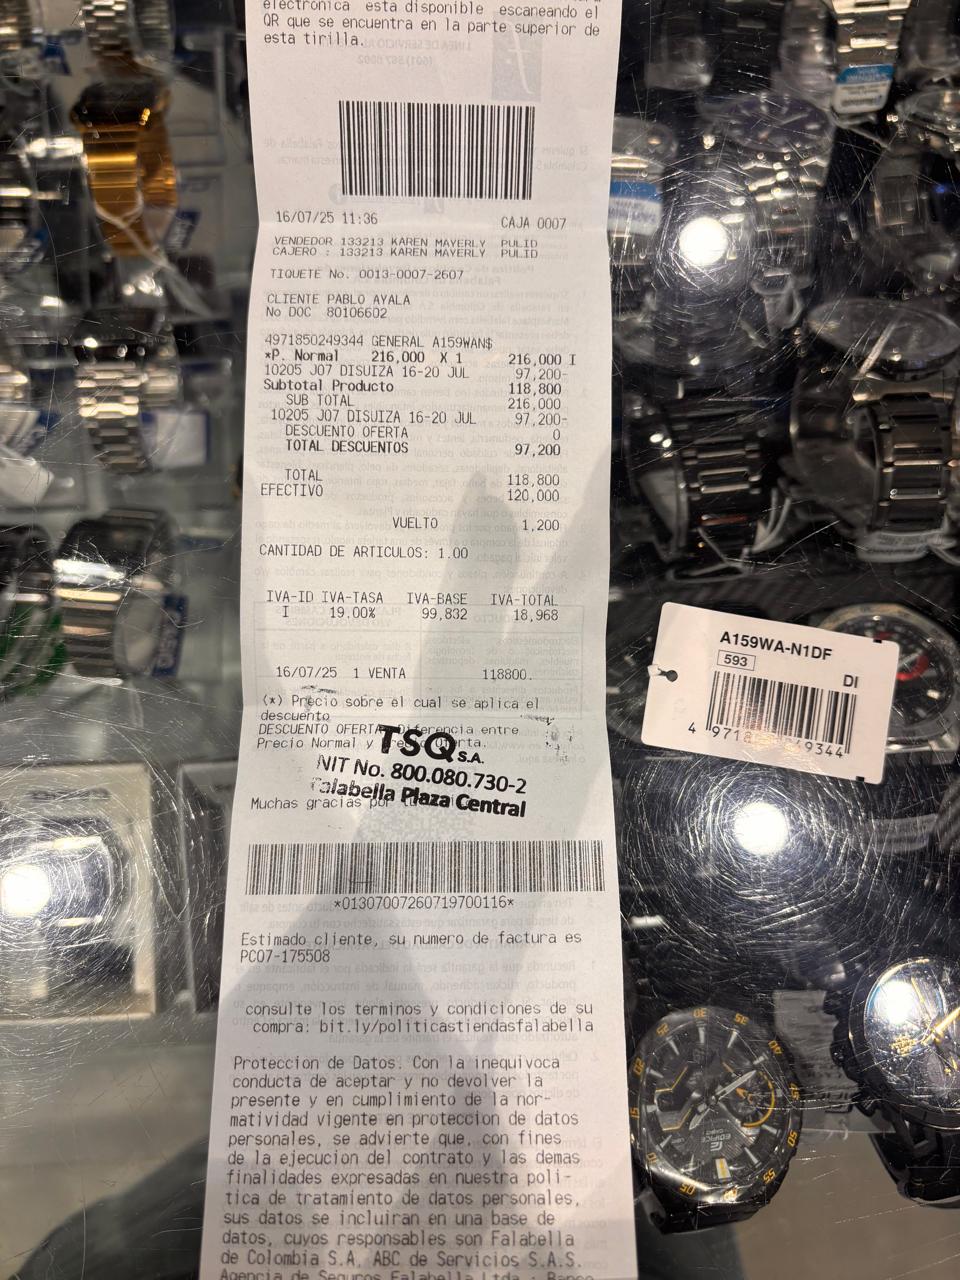 electrónica esta disponible escaneando el
QR que se encuentra en la parte superior de
esta tirilla.
16/07/25 11:36 CAJA 0007
VENDEDOR 133213 KAREN MAYERLY PULID
CAJERO : 133213 KAREN MAYERLY PULID
TIQUETE No. 0013-0007-2607
CLIENTE PABLO AYALA
No DOC 80106602
4971850249344 GENERAL A159WAN$
*P. Normal 216,000 X 1 216,000 I
10205 J07 DISUIZA 16-20 JUL 97,200-
Subtotal Producto 118,800
SUB TOTAL 216,000
10205 J07 DISUIZA 16-20 JUL 97,200-
DESCUENTO OFERTA 0
TOTAL DESCUENTOS 97,200
TOTAL 118,800
EFECTIVO 120,000
VUELTO 1,200
CANTIDAD DE ARTICULOS: 1.00
IVA-ID IVA-TASA IVA-BASE IVA-TOTAL
I 19.00% 99,832 18,968
16/07/25 1 VENTA 118800.
(*) Precio sobre el cual se aplica el
descuento
DESCUENTO OFERTA: Diferencia entre
Precio Normal y Precio Oferta.
TSQ S.A.
NIT No. 800.080.730-2
Falabella Plaza Central
Muchas gracias por
*013070007260719700116*
Estimado cliente, su numero de factura es
PC07-175508
consulte los terminos y condiciones de su
compra: bit.ly/politicastiendasfalabella
Proteccion de Datos. Con la inequivoca
conducta de aceptar y no devolver la
presente y en cumplimiento de la nor-
matividad vigente en proteccion de datos
personales, se advierte que, con fines
de la ejecucion del contrato y las demas
finalidades expresadas en nuestra poli-
tica de tratamiento de datos personales,
sus datos se incluiran en una base de
datos, cuyos responsables son Falabella
de Colombia S.A, ABC de Servicios S.A.S.
Agencia de Seguros Falabella Ltda.; Banco
A159WA-N1DF
593
DI
EDIFICE
CASIO